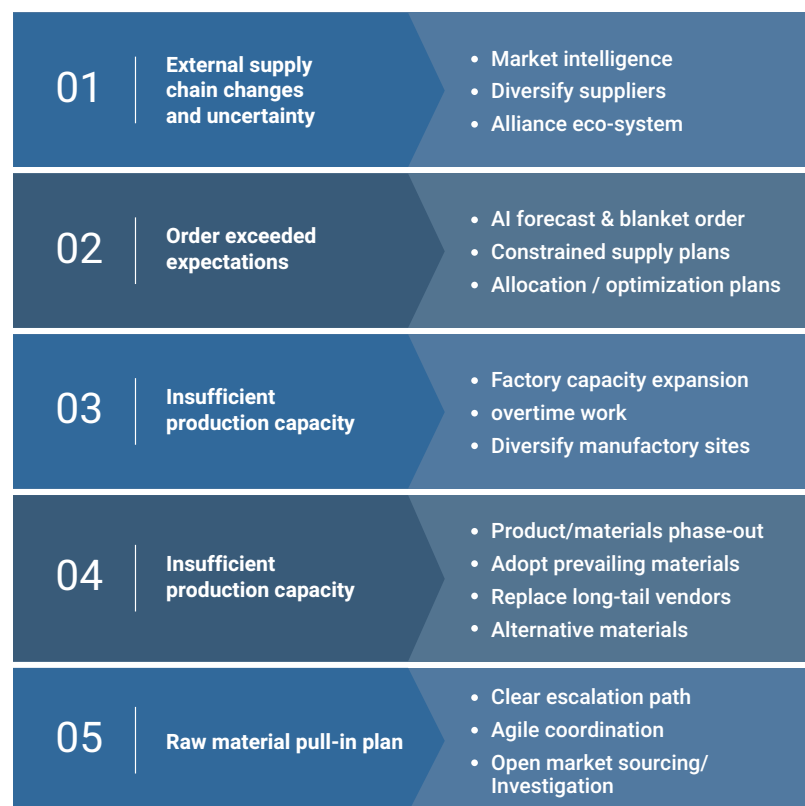 01
External supply
chain changes
and uncertainty
• Market intelligence
• Diversify suppliers
• Alliance eco-system
02
Order exceeded
expectations
• AI forecast & blanket order
• Constrained supply plans
• Allocation / optimization plans
03
Insufficient
production capacity
• Factory capacity expansion
• overtime work
• Diversify manufactory sites
04
Insufficient
production capacity
• Product/materials phase-out
• Adopt prevailing materials
• Replace long-tail vendors
• Alternative materials
05
Raw material pull-in plan
• Clear escalation path
• Agile coordination
• Open market sourcing/
Investigation